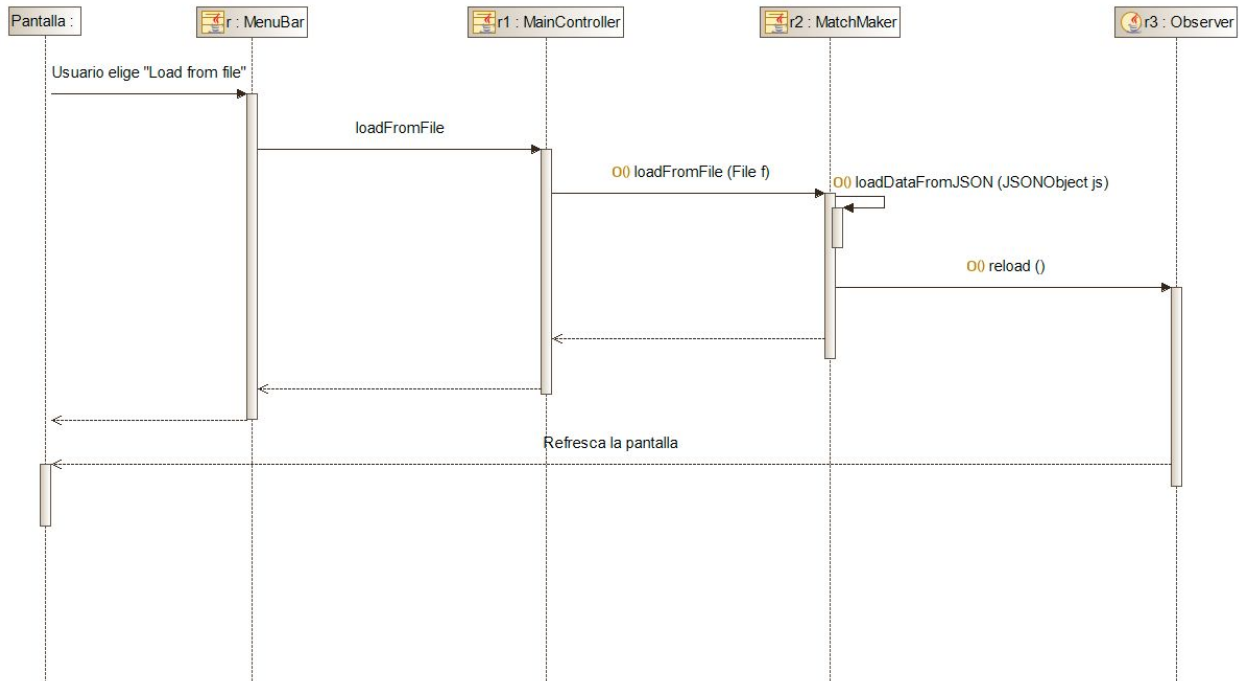 Pantalla :
r : MenuBar
r1 : MainController
r2 : MatchMaker
r3 : Observer
Usuario elige "Load from file"
loadFromFile
O() loadFromFile (File f)
O() loadDataFromJSON (JSONObject js)
O() reload ()
Refresca la pantalla